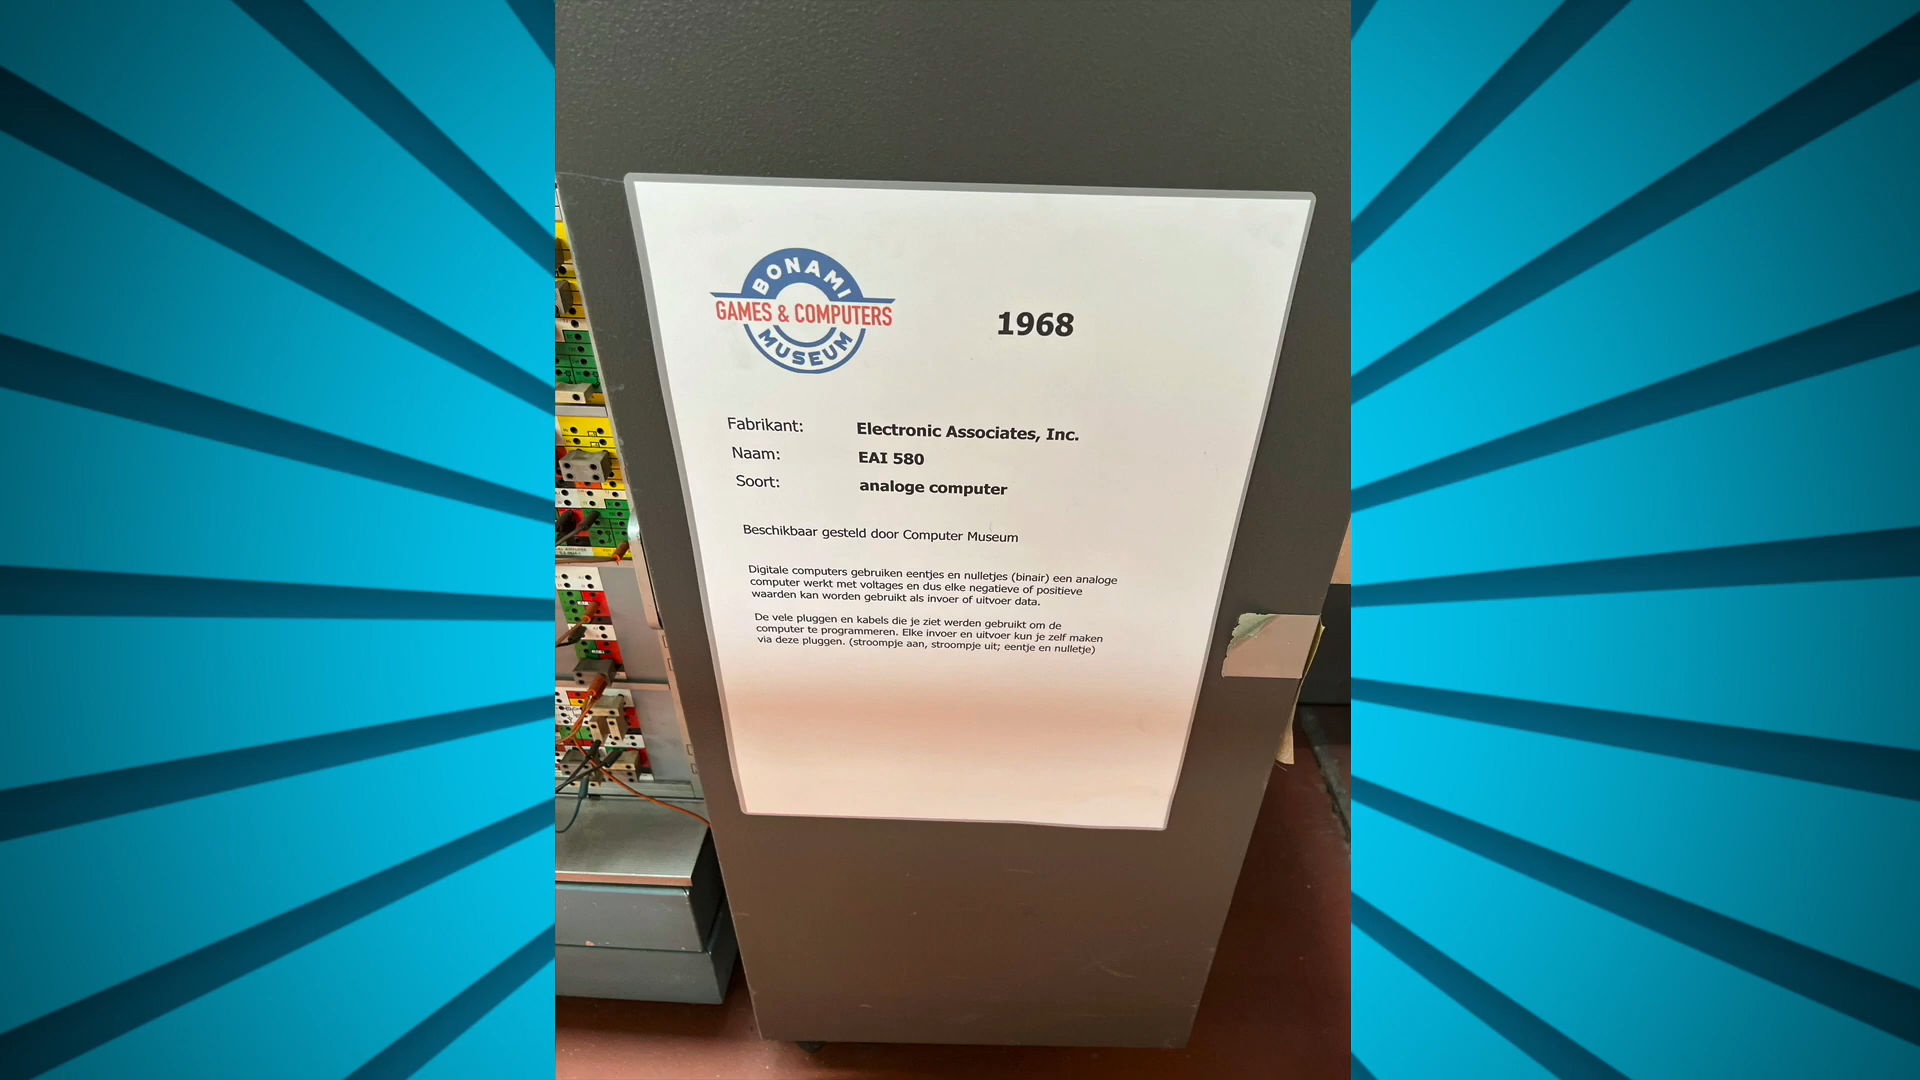 BONAMI
GAMES & COMPUTERS
MUSEUM
1968
Fabrikant: Electronic Associates, Inc.
Naam: EAI 580
Soort: analoge computer
Beschikbaar gesteld door Computer Museum
Digitale computers gebruiken eentjes en nulletjes (binair) een analoge
computer werkt met voltages en dus elke negatieve of positieve
waarden kan worden gebruikt als invoer of uitvoer data.
De vele pluggen en kabels die je ziet werden gebruikt om de
computer te programmeren. Elke invoer en uitvoer kun je zelf maken
via deze pluggen. (stroompje aan, stroompje uit; eentje en nulletje)